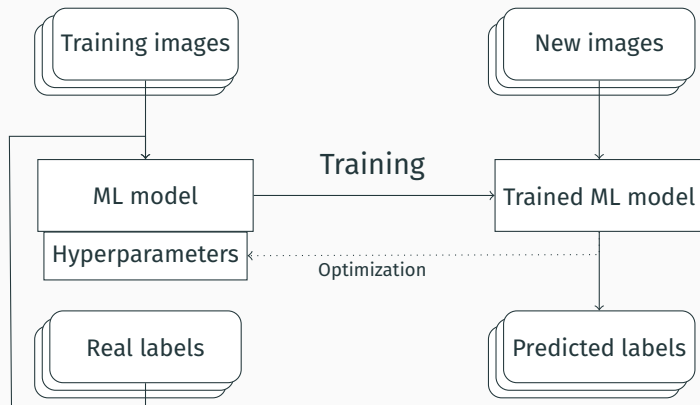 Training images
New images
Training
ML model
Trained ML model
Hyperparameters
Optimization
Real labels
Predicted labels